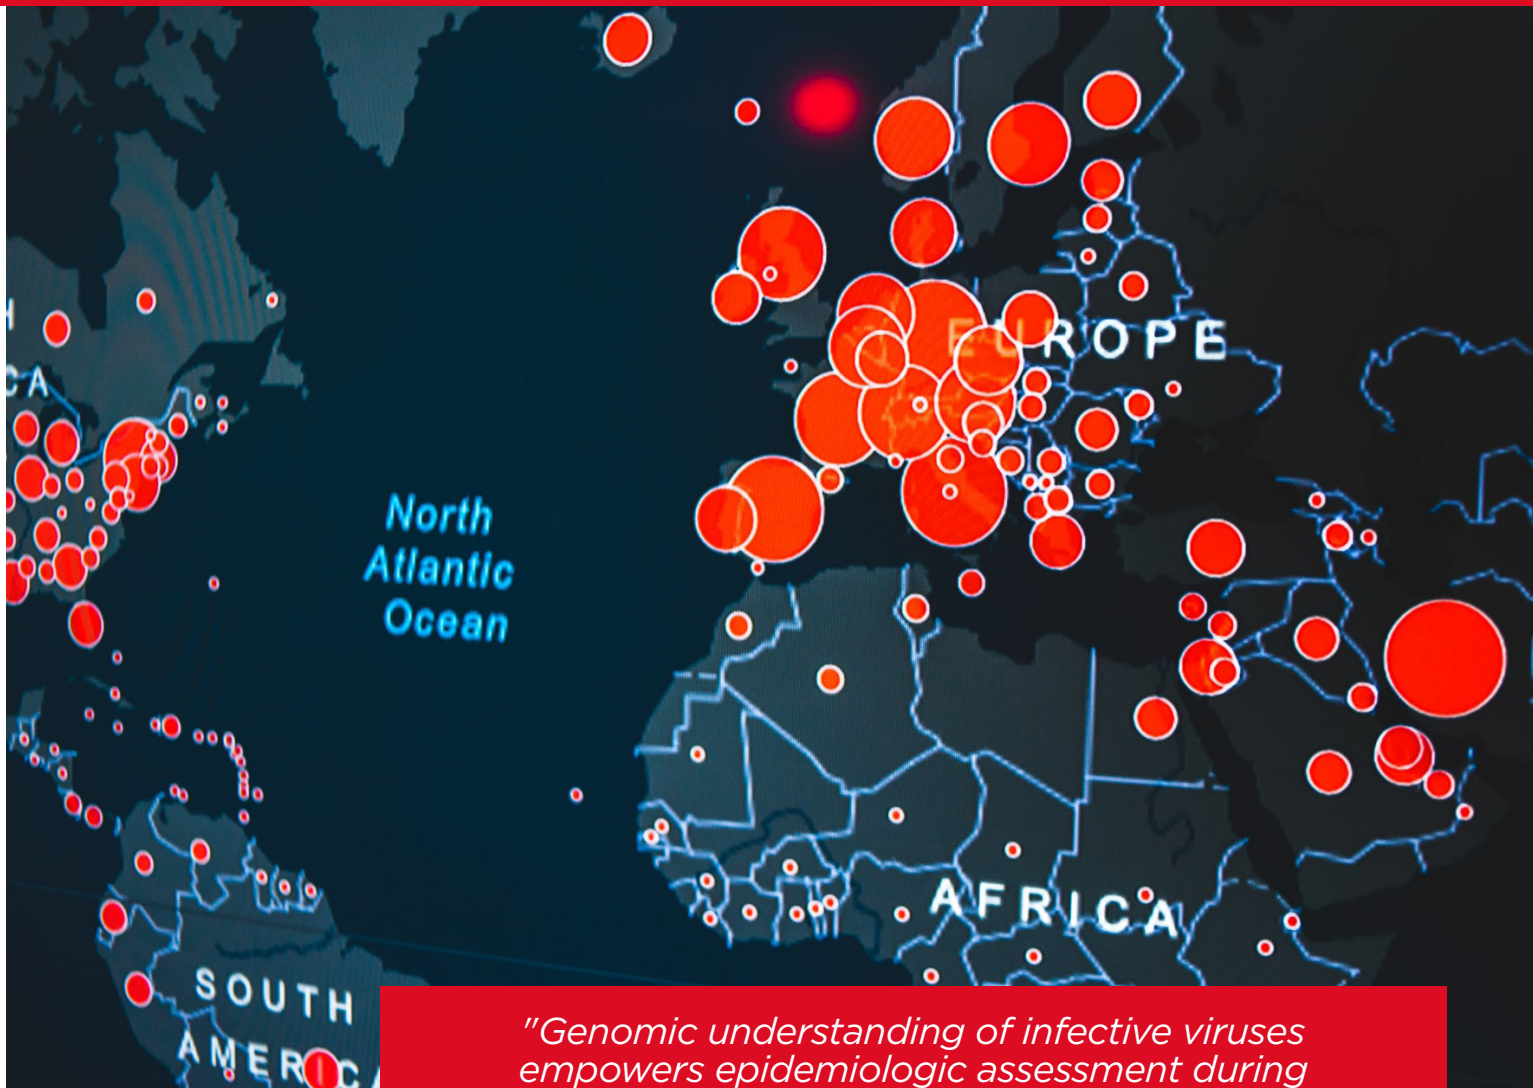 EUROPE
North
Atlantic
Ocean
AFRICA
SOUTH
"Genomic understanding of infective viruses
empowers epidemiologic assessment during